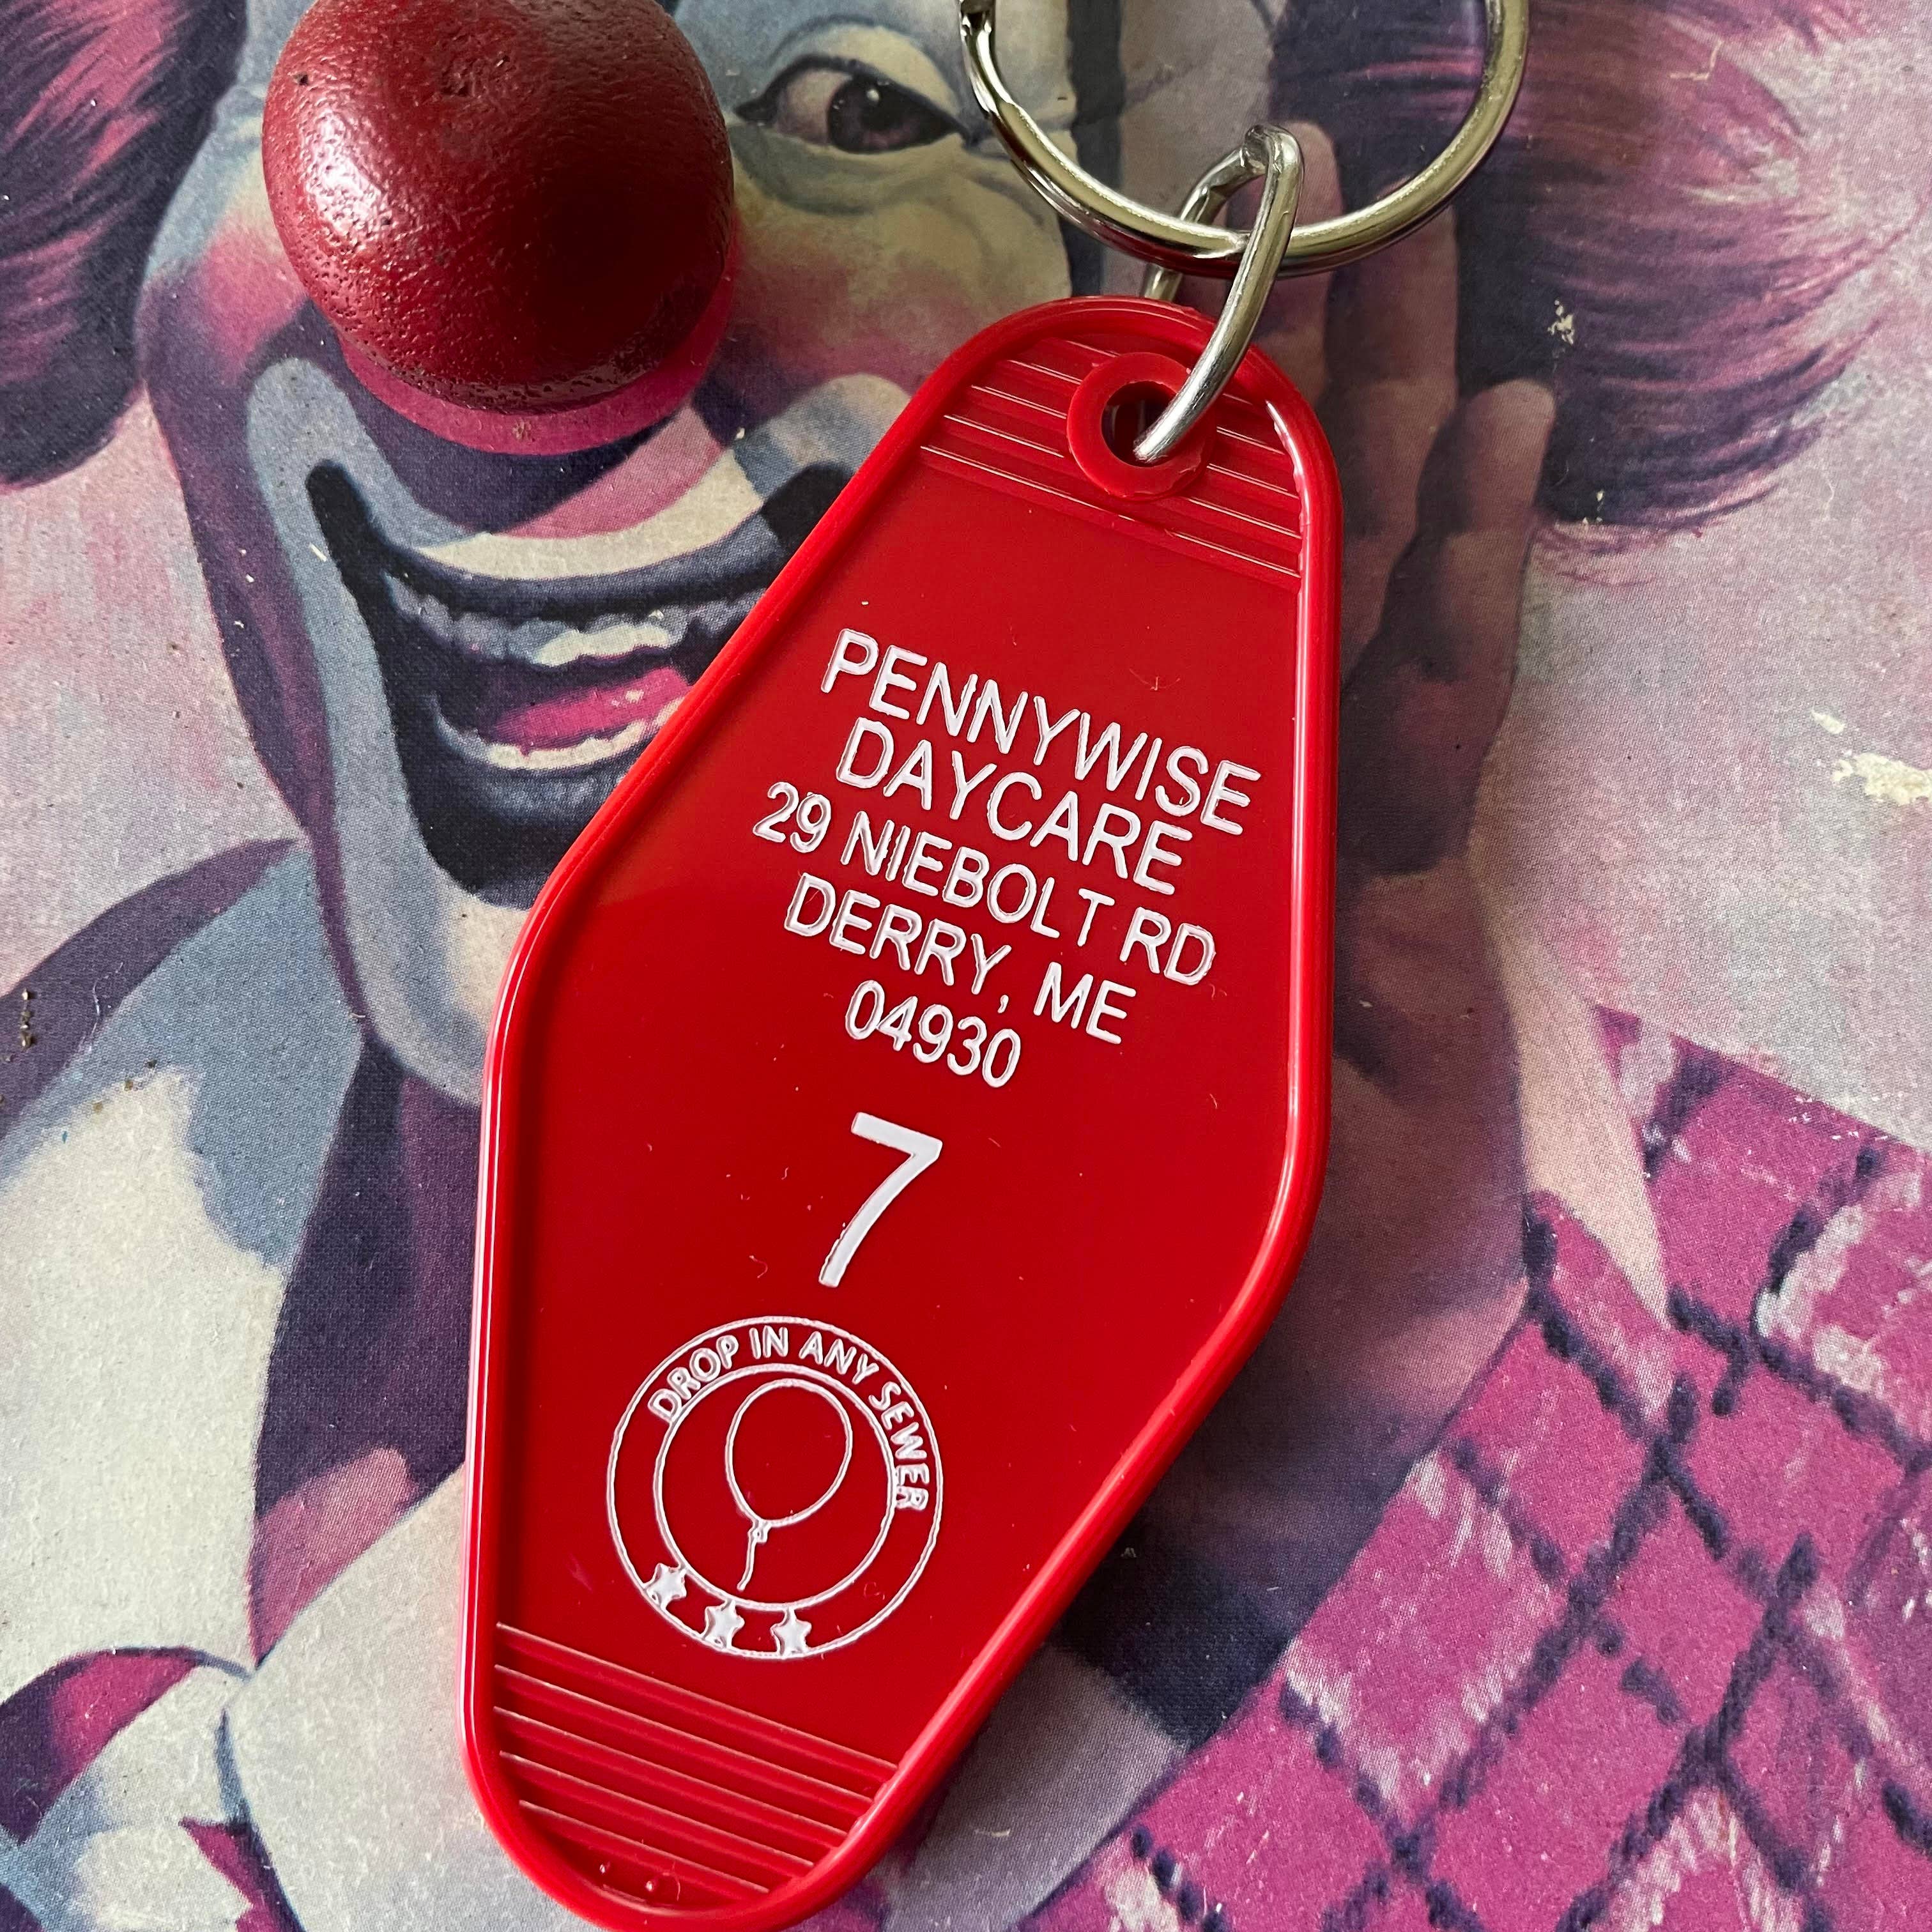 PENNYWISE
DAYCARE
29 NIEBOLT RD
DERRY, ME
04930
7
DROP IN ANY SEWER